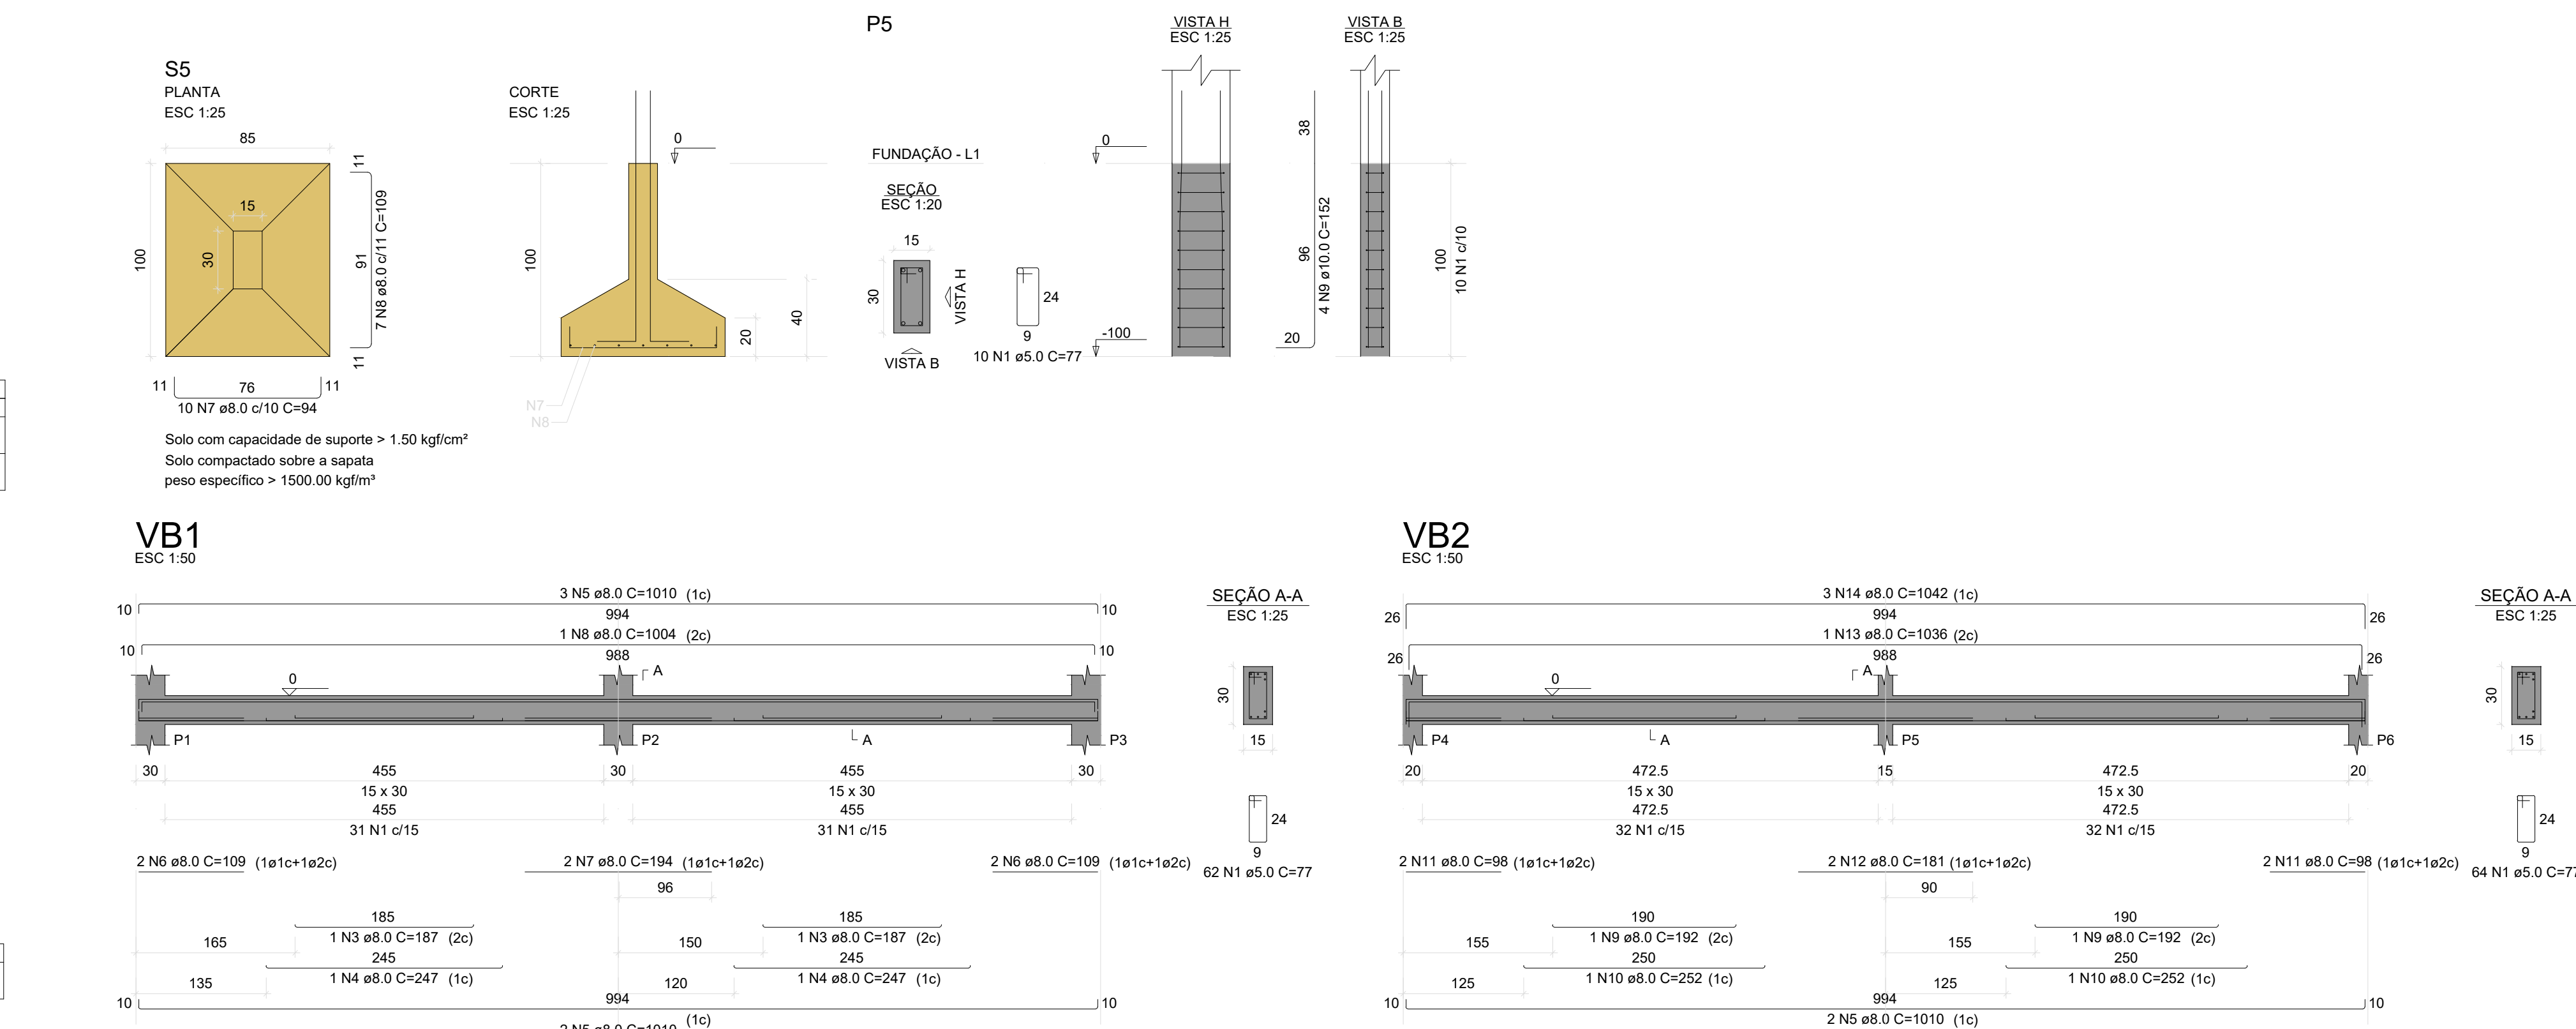 P5
VISTA H
ESC 1:25
VISTA B
ESC 1:25
S5
PLANTA
ESC 1:25
CORTE
ESC 1:25
85
100
15
30
11
91
11
7 N8 ø8.0 c/11 C=109
11
76
11
10 N7 ø8.0 c/10 C=94
0
100
20
40
N7
N8
Solo com capacidade de suporte > 1.50 kgf/cm²
Solo compactado sobre a sapata
peso específico > 1500.00 kgf/m³
FUNDAÇÃO - L1
SEÇÃO
ESC 1:20
15
30
VISTA H
VISTA B
24
9
10 N1 ø5.0 C=77
0
-100
38
96
20
4 N9 ø10.0 C=152
100
10 N1 c/10
VB1
ESC 1:50
3 N5 ø8.0 C=1010 (1c)
10
994
10
1 N8 ø8.0 C=1004 (2c)
10
988
10
A
0
P1
P2
A
P3
30
455
30
455
30
15 x 30
15 x 30
455
455
31 N1 c/15
31 N1 c/15
2 N6 ø8.0 C=109 (1ø1c+1ø2c)
2 N7 ø8.0 C=194 (1ø1c+1ø2c)
2 N6 ø8.0 C=109 (1ø1c+1ø2c)
96
185
185
1 N3 ø8.0 C=187 (2c)
1 N3 ø8.0 C=187 (2c)
165
150
245
245
1 N4 ø8.0 C=247 (1c)
1 N4 ø8.0 C=247 (1c)
135
120
10
994
10
2 N5 ø8.0 C=1010 (1c)
SEÇÃO A-A
ESC 1:25
30
15
24
9
62 N1 ø5.0 C=77
VB2
ESC 1:50
3 N14 ø8.0 C=1042 (1c)
26
994
26
1 N13 ø8.0 C=1036 (2c)
26
988
26
A
0
P4
A
P5
P6
20
472.5
15
472.5
20
15 x 30
15 x 30
472.5
472.5
32 N1 c/15
32 N1 c/15
2 N11 ø8.0 C=98 (1ø1c+1ø2c)
2 N12 ø8.0 C=181 (1ø1c+1ø2c)
2 N11 ø8.0 C=98 (1ø1c+1ø2c)
90
190
190
1 N9 ø8.0 C=192 (2c)
1 N9 ø8.0 C=192 (2c)
155
155
250
250
1 N10 ø8.0 C=252 (1c)
1 N10 ø8.0 C=252 (1c)
125
125
10
994
10
2 N5 ø8.0 C=1010 (1c)
SEÇÃO A-A
ESC 1:25
30
15
24
9
64 N1 ø5.0 C=77